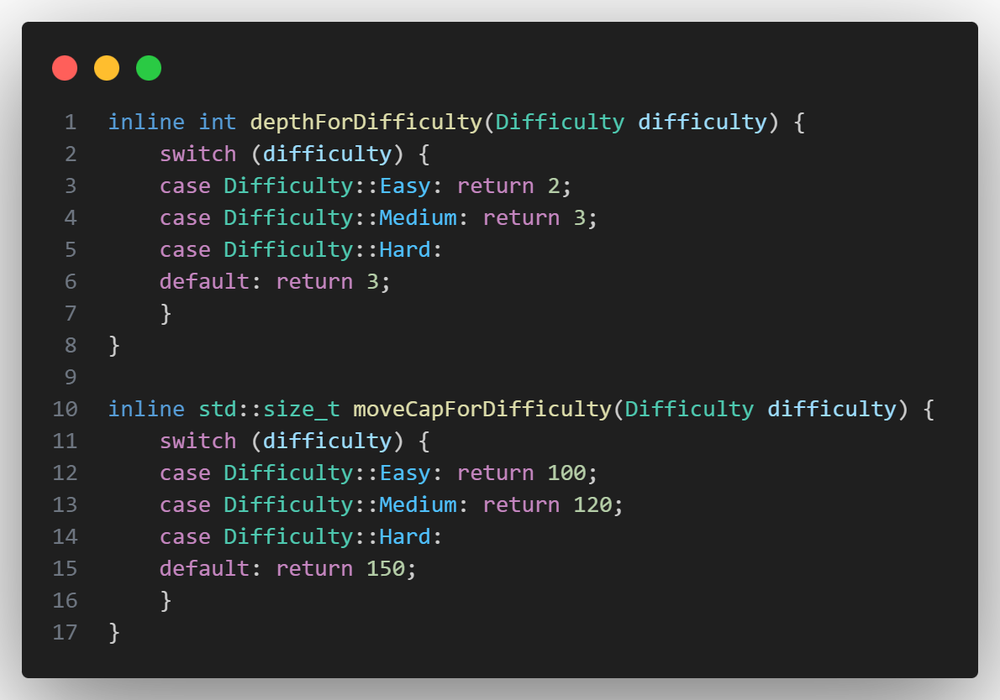 1 inline int depthForDifficulty(Difficulty difficulty) {
2     switch (difficulty) {
3     case Difficulty::Easy: return 2;
4     case Difficulty::Medium: return 3;
5     case Difficulty::Hard:
6     default: return 3;
7     }
8 }
9
10 inline std::size_t moveCapForDifficulty(Difficulty difficulty) {
11     switch (difficulty) {
12     case Difficulty::Easy: return 100;
13     case Difficulty::Medium: return 120;
14     case Difficulty::Hard:
15     default: return 150;
16     }
17 }